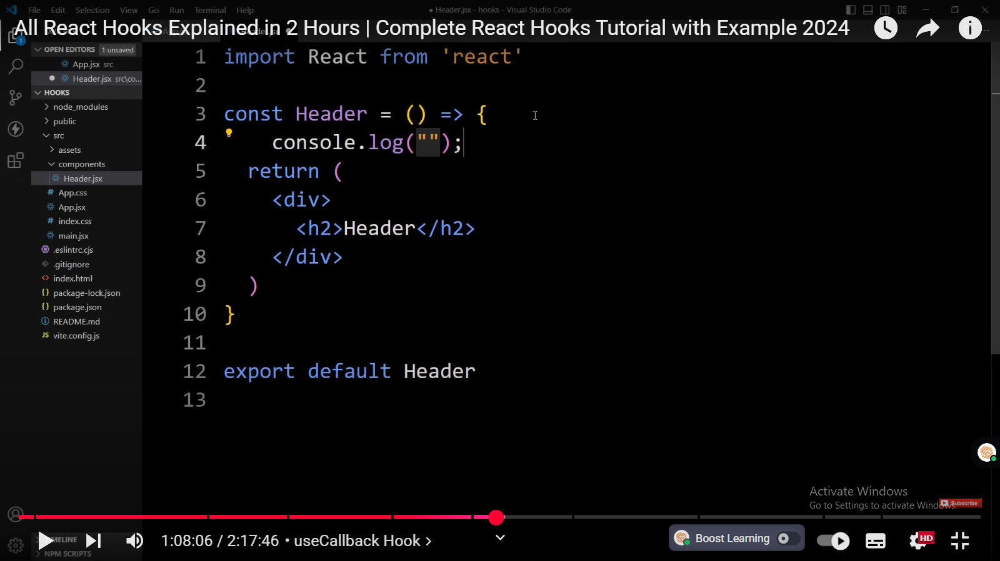 File Edit Selection View Go Run Terminal Help
● Header.jsx - hooks - Visual Studio Code
All React Hooks Explained in 2 Hours | Complete React Hooks Tutorial with Example 2024
1
OPEN EDITORS 1 unsaved
App.jsx src
Header.jsx src\co...
HOOKS
node_modules
public
src
assets
components
Header.jsx
# App.css
App.jsx
# index.css
main.jsx
.eslintrc.cjs
.gitignore
<> index.html
{} package-lock.json
{} package.json
README.md
JS vite.config.js
1 import React from 'react'
2
3 const Header = () => {
4 console.log("");
5 return (
6 <div>
7 <h2>Header</h2>
8 </div>
9 )
10 }
11
12 export default Header
13
Activate Windows
Go to Settings to activate Windows.
Subscribe
1:08:06 / 2:17:46 • useCallback Hook >
Boost Learning
HD
NPM SCRIPTS